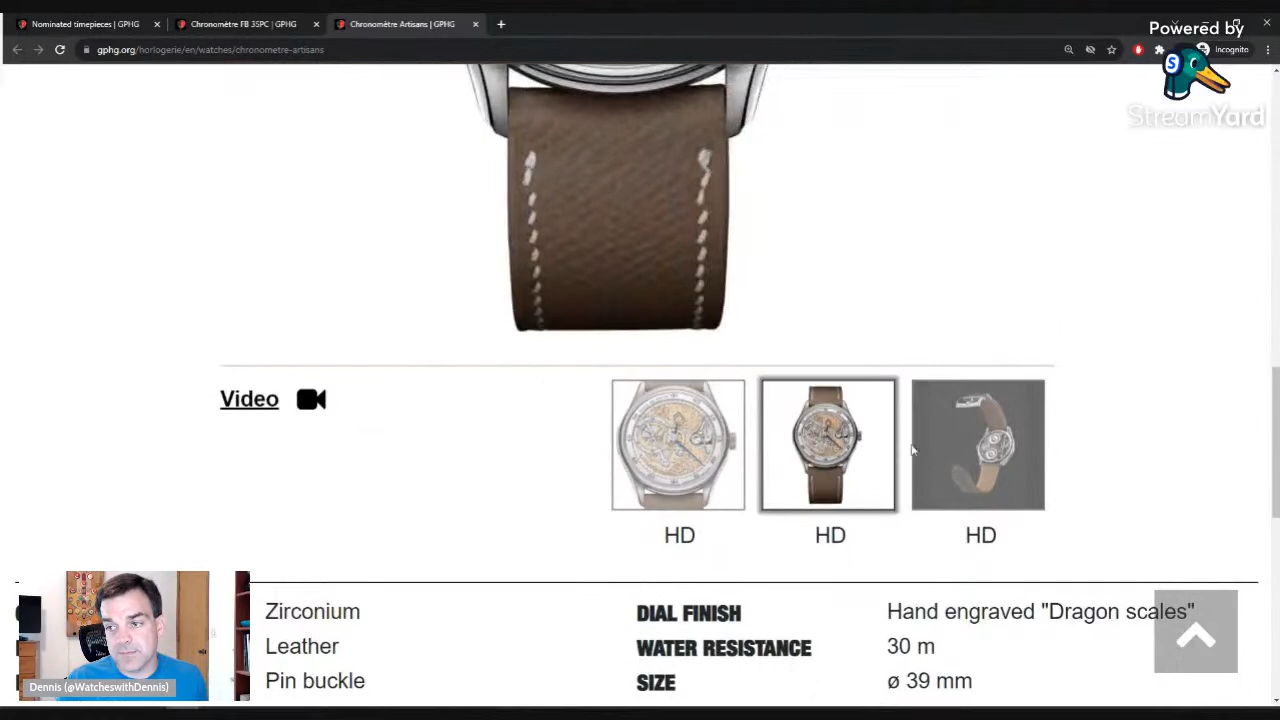 Nominated timepieces | GPHG
Chronomètre FB 3SPC | GPHG
Chronomètre Artisans | GPHG
gphg.org/horlogerie/en/watches/chronometre-artisans
Incognito
Powered by
S
StreamYard
Video
HD
HD
HD
Zirconium
DIAL FINISH
Hand engraved "Dragon scales"
Leather
WATER RESISTANCE
30 m
Pin buckle
SIZE
ø 39 mm
Dennis (@WatcheswithDennis)